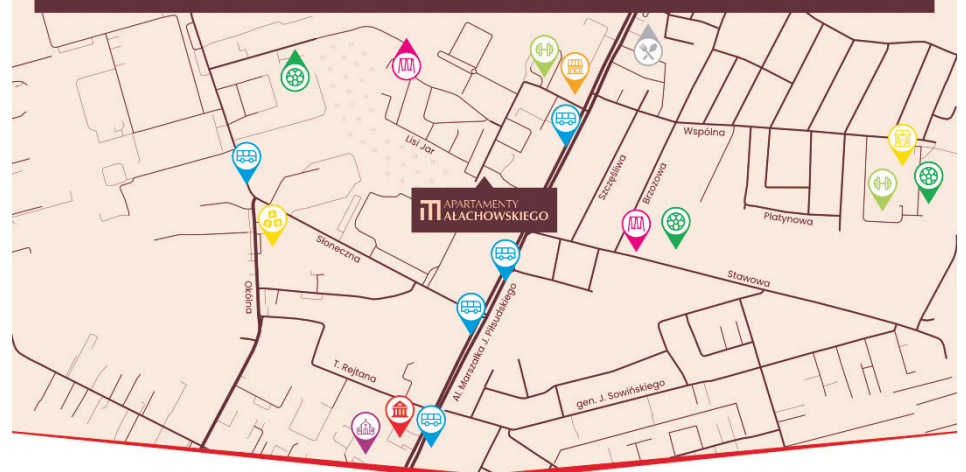 Wspólna
Lisi Jar
Szczęśliwa
Brzozowa
APARTAMENTY
AŁACHOWSKIEGO
Platynowa
Słoneczna
Stawowa
Okólna
Al. Marszałka J. Piłsudskiego
T. Rejtana
gen. J. Sowińskiego